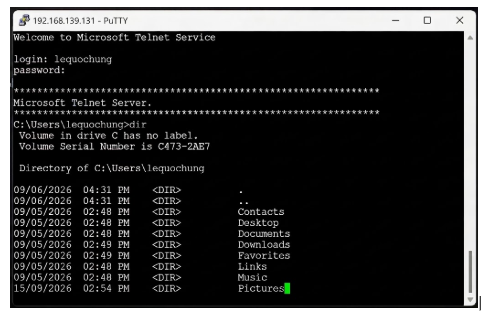 192.168.139.131 - PuTTY
Welcome to Microsoft Telnet Service
login: lequochung
password:
****************************************************************
Microsoft Telnet Server.
****************************************************************
C:\Users\lequochung>dir
Volume in drive C has no label.
Volume Serial Number is C473-2AE7
Directory of C:\Users\lequochung
09/06/2026 04:31 PM <DIR> .
09/06/2026 04:31 PM <DIR> ..
09/05/2026 02:48 PM <DIR> Contacts
09/05/2026 02:48 PM <DIR> Desktop
09/05/2026 02:48 PM <DIR> Documents
09/05/2026 02:49 PM <DIR> Downloads
09/05/2026 02:49 PM <DIR> Favorites
09/05/2026 02:48 PM <DIR> Links
09/05/2026 02:48 PM <DIR> Music
15/09/2026 02:54 PM <DIR> Pictures